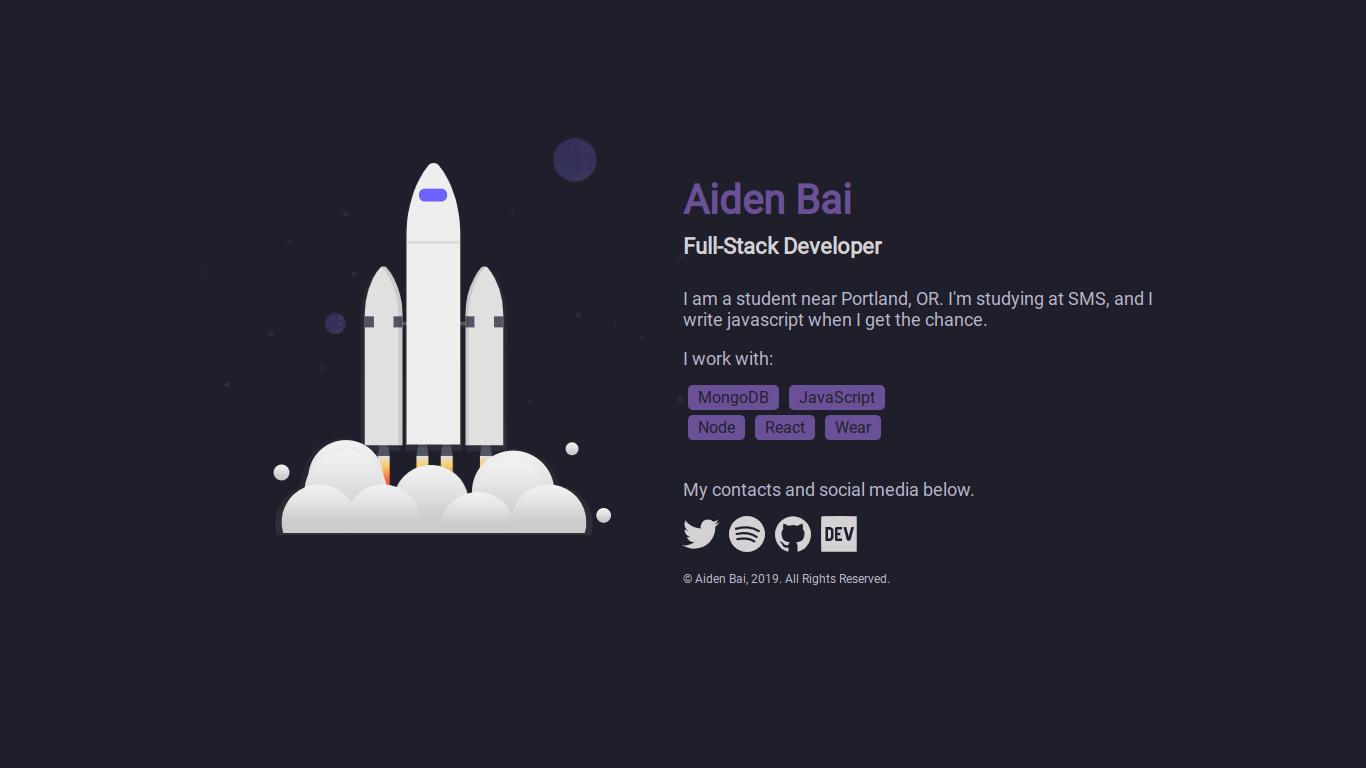 Aiden Bai
Full-Stack Developer
I am a student near Portland, OR. I'm studying at SMS, and I
write javascript when I get the chance.
I work with:
MongoDB JavaScript
Node React Wear
My contacts and social media below.
DEV
© Aiden Bai, 2019. All Rights Reserved.